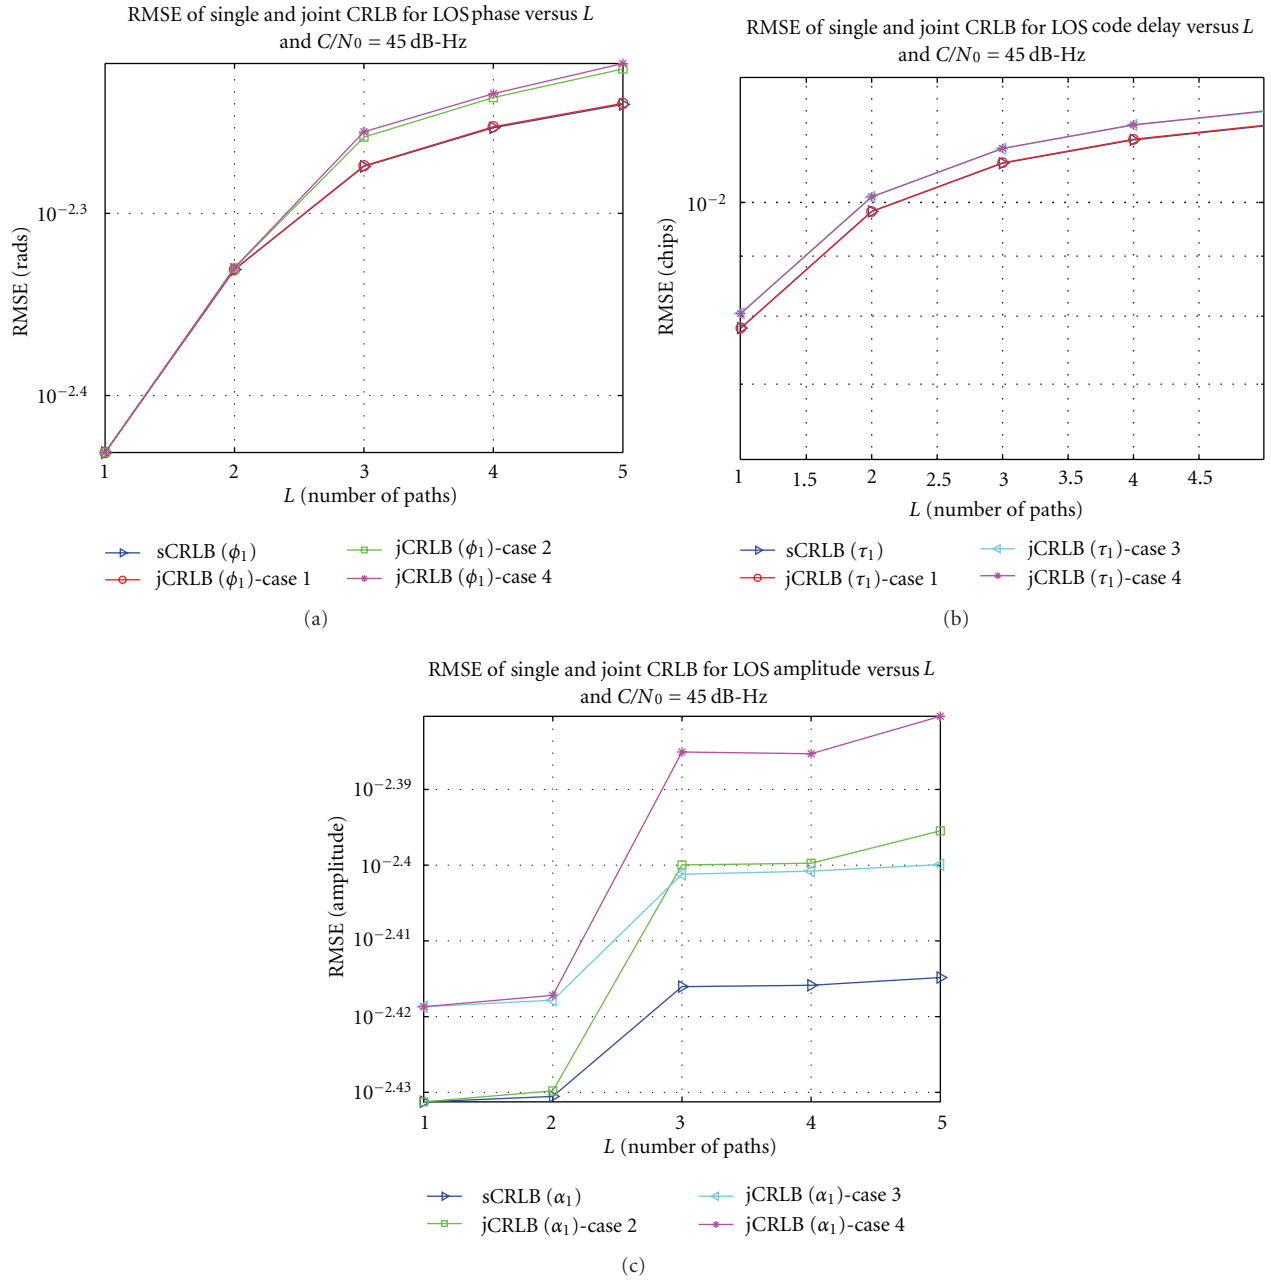 RMSE of single and joint CRLB for LOS phase versus L
and C/N0 = 45 dB-Hz
10−2.3
10−2.4
RMSE (rads)
1 2 3 4 5
L (number of paths)
sCRLB (ϕ1)
jCRLB (ϕ1)-case 1
jCRLB (ϕ1)-case 2
jCRLB (ϕ1)-case 4
(a)
RMSE of single and joint CRLB for LOS code delay versus L
and C/N0 = 45 dB-Hz
10−2
RMSE (chips)
1 1.5 2 2.5 3 3.5 4 4.5
L (number of paths)
sCRLB (τ1)
jCRLB (τ1)-case 1
jCRLB (τ1)-case 3
jCRLB (τ1)-case 4
(b)
RMSE of single and joint CRLB for LOS amplitude versus L
and C/N0 = 45 dB-Hz
10−2.39
10−2.4
10−2.41
10−2.42
10−2.43
RMSE (amplitude)
1 2 3 4 5
L (number of paths)
sCRLB (α1)
jCRLB (α1)-case 2
jCRLB (α1)-case 3
jCRLB (α1)-case 4
(c)